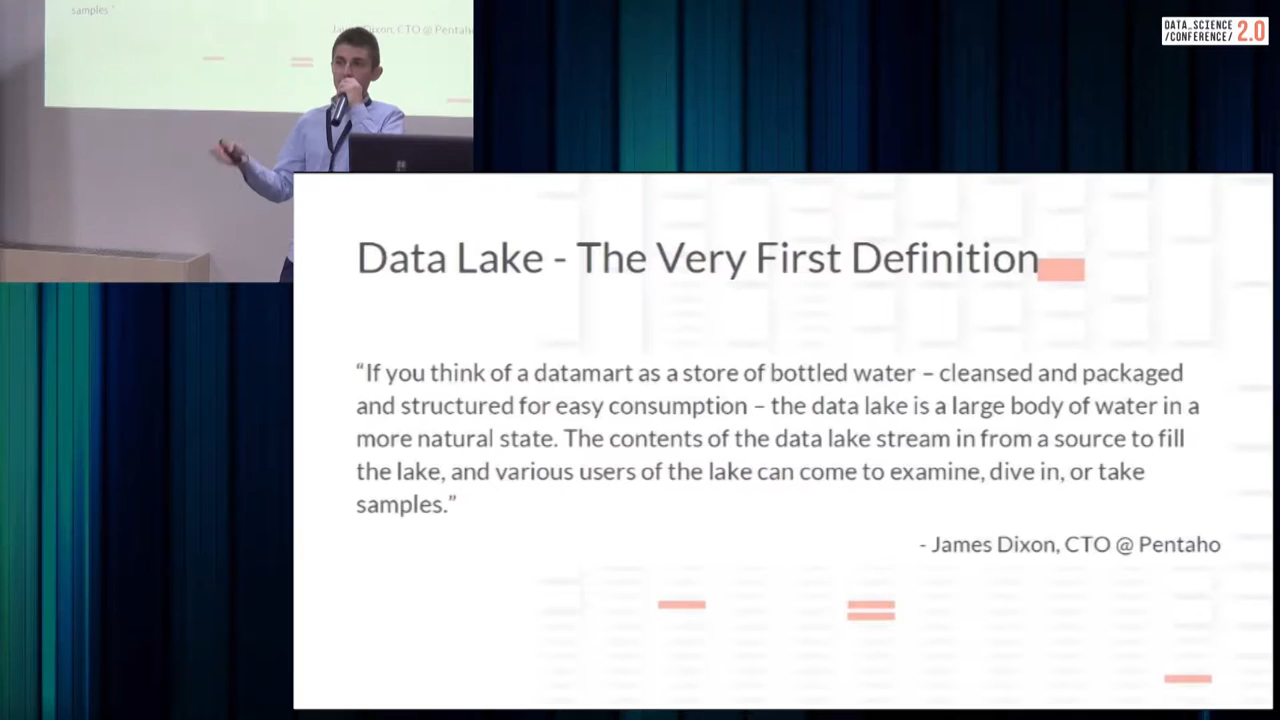 samples."
James Dixon, CTO @ Pentaho
DATA_SCIENCE
/CONFERENCE/ 2.0
Data Lake - The Very First Definition
“If you think of a datamart as a store of bottled water – cleansed and packaged
and structured for easy consumption – the data lake is a large body of water in a
more natural state. The contents of the data lake stream in from a source to fill
the lake, and various users of the lake can come to examine, dive in, or take
samples.”
- James Dixon, CTO @ Pentaho